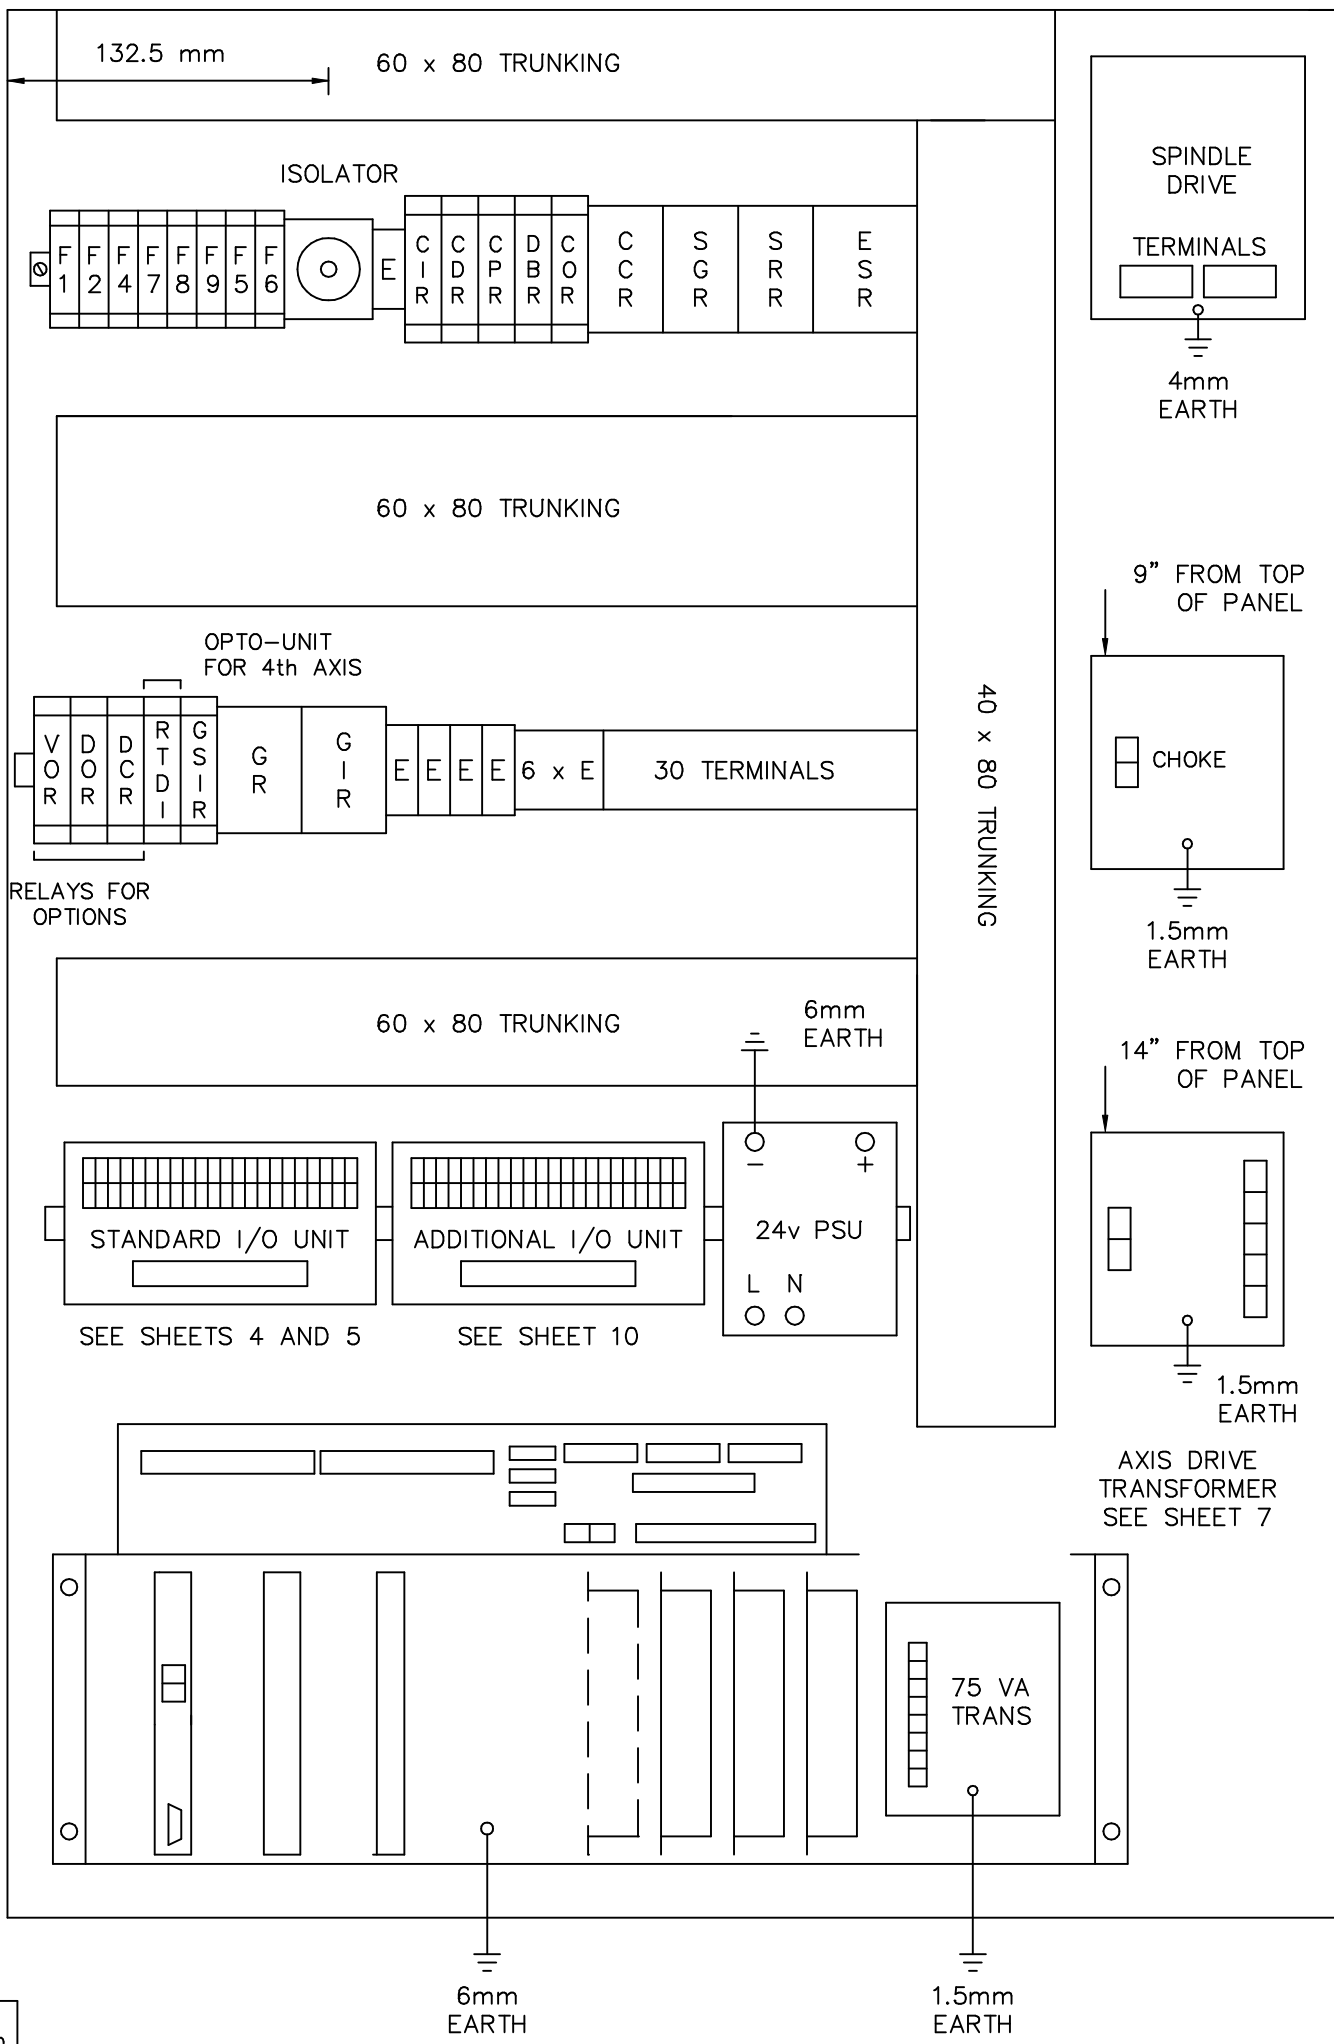 132.5 mm
60 x 80 TRUNKING
ISOLATOR
SPINDLE
DRIVE
TERMINALS
F1 F2 F4 F7 F8 F9 F5 F6
E
CIR CDR CPR DBR COR
CCR SGR SRR ESR
4mm
EARTH
60 x 80 TRUNKING
9” FROM TOP
OF PANEL
OPTO-UNIT
FOR 4th AXIS
40 x 80 TRUNKING
VOR DOR DCR RTDI GSIR
GR GIR
E E E E 6 x E
30 TERMINALS
CHOKE
RELAYS FOR
OPTIONS
1.5mm
EARTH
60 x 80 TRUNKING
6mm
EARTH
14” FROM TOP
OF PANEL
− +
STANDARD I/O UNIT
ADDITIONAL I/O UNIT
24v PSU
L N
SEE SHEETS 4 AND 5
SEE SHEET 10
1.5mm
EARTH
AXIS DRIVE
TRANSFORMER
SEE SHEET 7
75 VA
TRANS
6mm
EARTH
1.5mm
EARTH